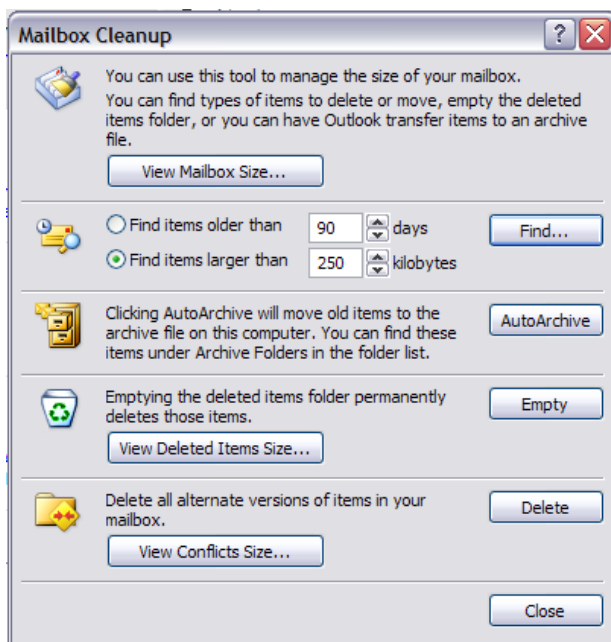 Mailbox Cleanup
You can use this tool to manage the size of your mailbox.
You can find types of items to delete or move, empty the deleted
items folder, or you can have Outlook transfer items to an archive
file.
View Mailbox Size...
Find items older than 90 days
Find...
Find items larger than 250 kilobytes
Clicking AutoArchive will move old items to the
archive file on this computer. You can find these
items under Archive Folders in the folder list.
AutoArchive
Emptying the deleted items folder permanently
deletes those items.
Empty
View Deleted Items Size...
Delete all alternate versions of items in your
mailbox.
Delete
View Conflicts Size...
Close